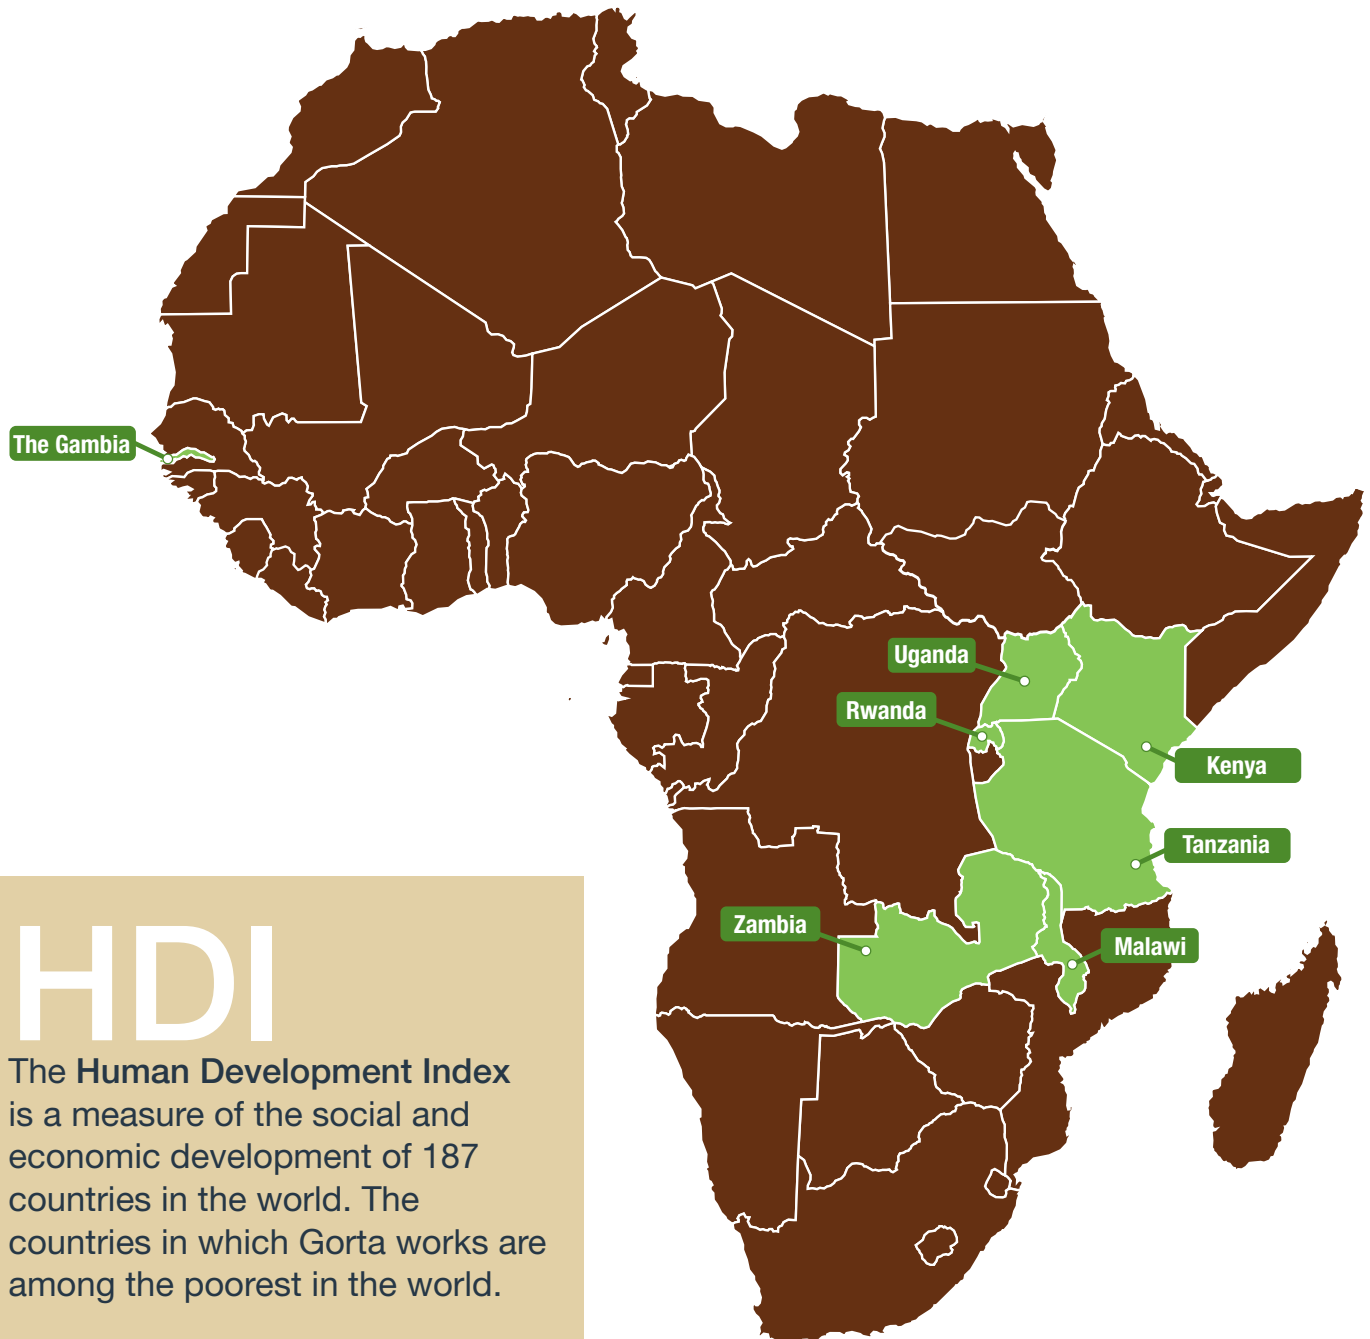 The Gambia
Uganda
Rwanda
Kenya
Tanzania
Zambia
Malawi
HDI
The Human Development Index
is a measure of the social and
economic development of 187
countries in the world. The
countries in which Gorta works are
among the poorest in the world.